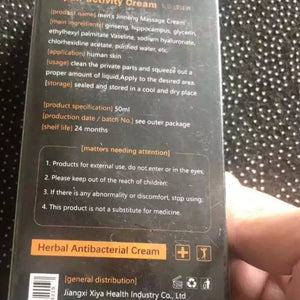 activity Cream
[product name] men's Jinqiang Massage Cream
[main ingredients] ginseng, hippocampus, glycerin,
ethylhexyl palmitate Vaseline, sodium hyaluronate,
chlorhexidine acetate, purified water, etc.
[application] human skin
[usage] clean the private parts and squeeze out a
proper amount of liquid.Apply to the desired area.
[storage] sealed and stored in a cool and dry place
[product specification] 50ml
[production date / batch No.] see outer package
[shelf life] 24 months
[matters needing attention]
1. Products for external use, do not enter or in the eyes;
2. Please keep out of the reach of children;
3. If there is any abnormality or discomfort, stop using;
4. This product is not a substitute for medicine.
Herbal Antibacterial Cream
[general distribution]
Jiangxi Xiya Health Industry Co., Ltd